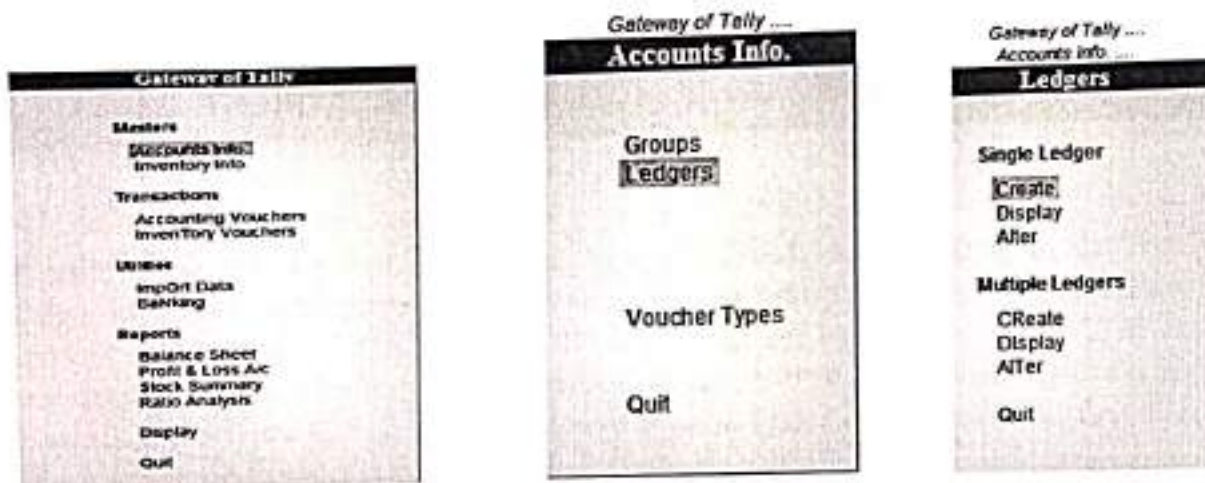 Gateway of Tally
Masters
Accounts Info.
Inventory Info
Transactions
Accounting Vouchers
InvenTory Vouchers
Utilities
ImpOrt Data
BaNking
Reports
Balance Sheet
Profit & Loss A/c
Stock Summary
Ratio Analysis
Display
Quit
Gateway of Tally ....
Accounts Info.
Groups
Ledgers
Voucher Types
Quit
Gateway of Tally ....
Accounts Info. ....
Ledgers
Single Ledger
Create
Display
Alter
Multiple Ledgers
CReate
DIsplay
AlTer
Quit